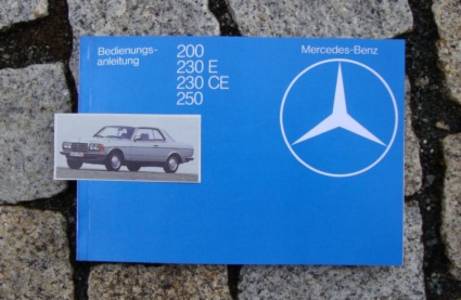 Bedienungs-
anleitung
200
230 E
230 CE
250
Mercedes-Benz